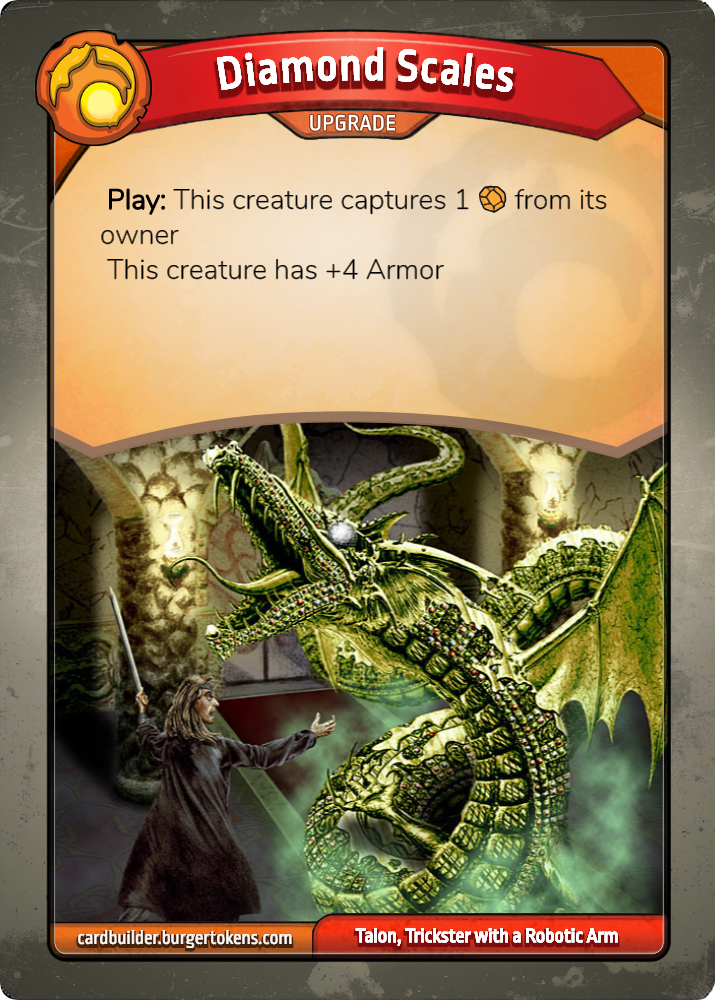 Diamond Scales
UPGRADE
Play: This creature captures 1 from its
owner
This creature has +4 Armor
cardbuilder.burgertokens.com
Talon, Trickster with a Robotic Arm